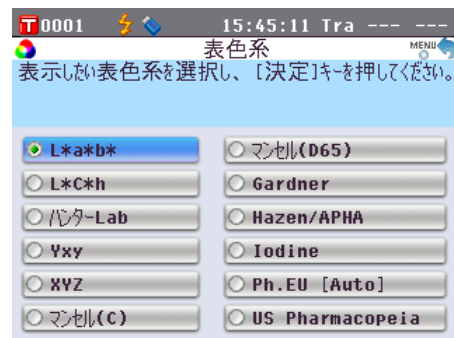 T0001 15:45:11 Tra --- ---
表色系 MENU
表示したい表色系を選択し、[決定]キーを押してください。
L*a*b*
L*C*h
ハンターLab
Yxy
XYZ
マンセル(C)
マンセル(D65)
Gardner
Hazen/APHA
Iodine
Ph.EU [Auto]
US Pharmacopeia